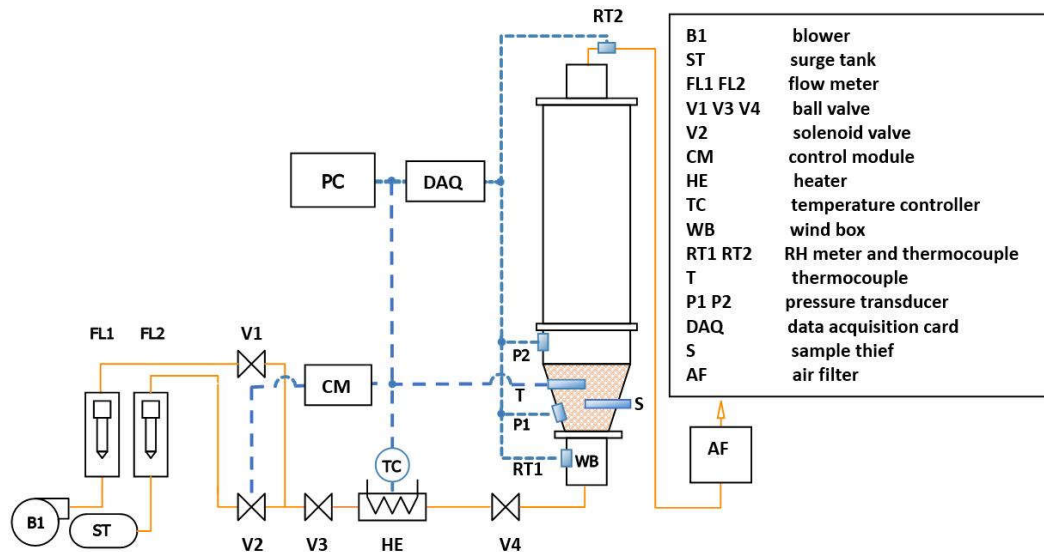 RT2
B1 blower
ST surge tank
FL1 FL2 flow meter
V1 V3 V4 ball valve
V2 solenoid valve
CM control module
HE heater
TC temperature controller
WB wind box
RT1 RT2 RH meter and thermocouple
T thermocouple
P1 P2 pressure transducer
DAQ data acquisition card
S sample thief
AF air filter
PC
DAQ
FL1 FL2 V1
P2
CM
T
S
P1
AF
TC
RT1
WB
B1
ST
V2 V3 HE V4